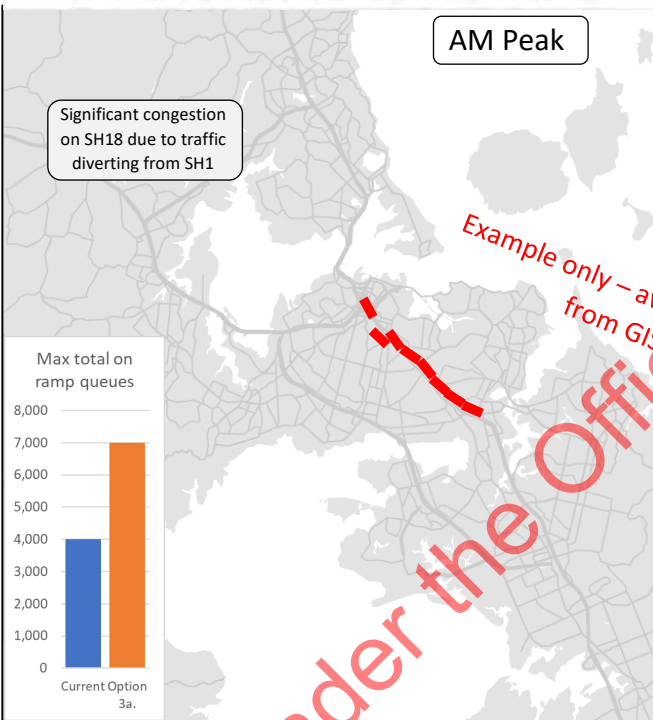 AM Peak
Significant congestion
on SH18 due to traffic
diverting from SH1
Example only –
from GIS
Max total on
ramp queues
8,000
7,000
6,000
5,000
4,000
3,000
2,000
1,000
0
Current Option
3a.
under the